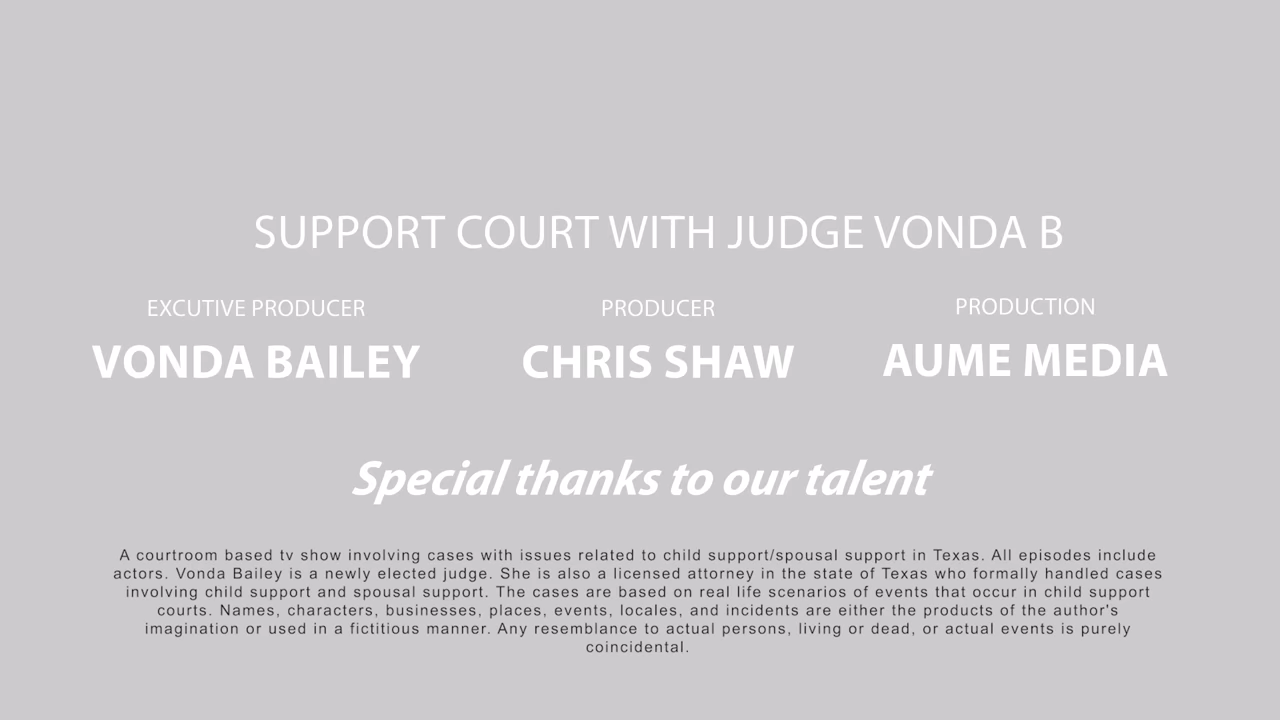 SUPPORT COURT WITH JUDGE VONDA B
EXCUTIVE PRODUCER
VONDA BAILEY
PRODUCER
CHRIS SHAW
PRODUCTION
AUME MEDIA
Special thanks to our talent
A courtroom based tv show involving cases with issues related to child support/spousal support in Texas. All episodes include
actors. Vonda Bailey is a newly elected judge. She is also a licensed attorney in the state of Texas who formally handled cases
involving child support and spousal support. The cases are based on real life scenarios of events that occur in child support
courts. Names, characters, businesses, places, events, locales, and incidents are either the products of the author's
imagination or used in a fictitious manner. Any resemblance to actual persons, living or dead, or actual events is purely
coincidental.